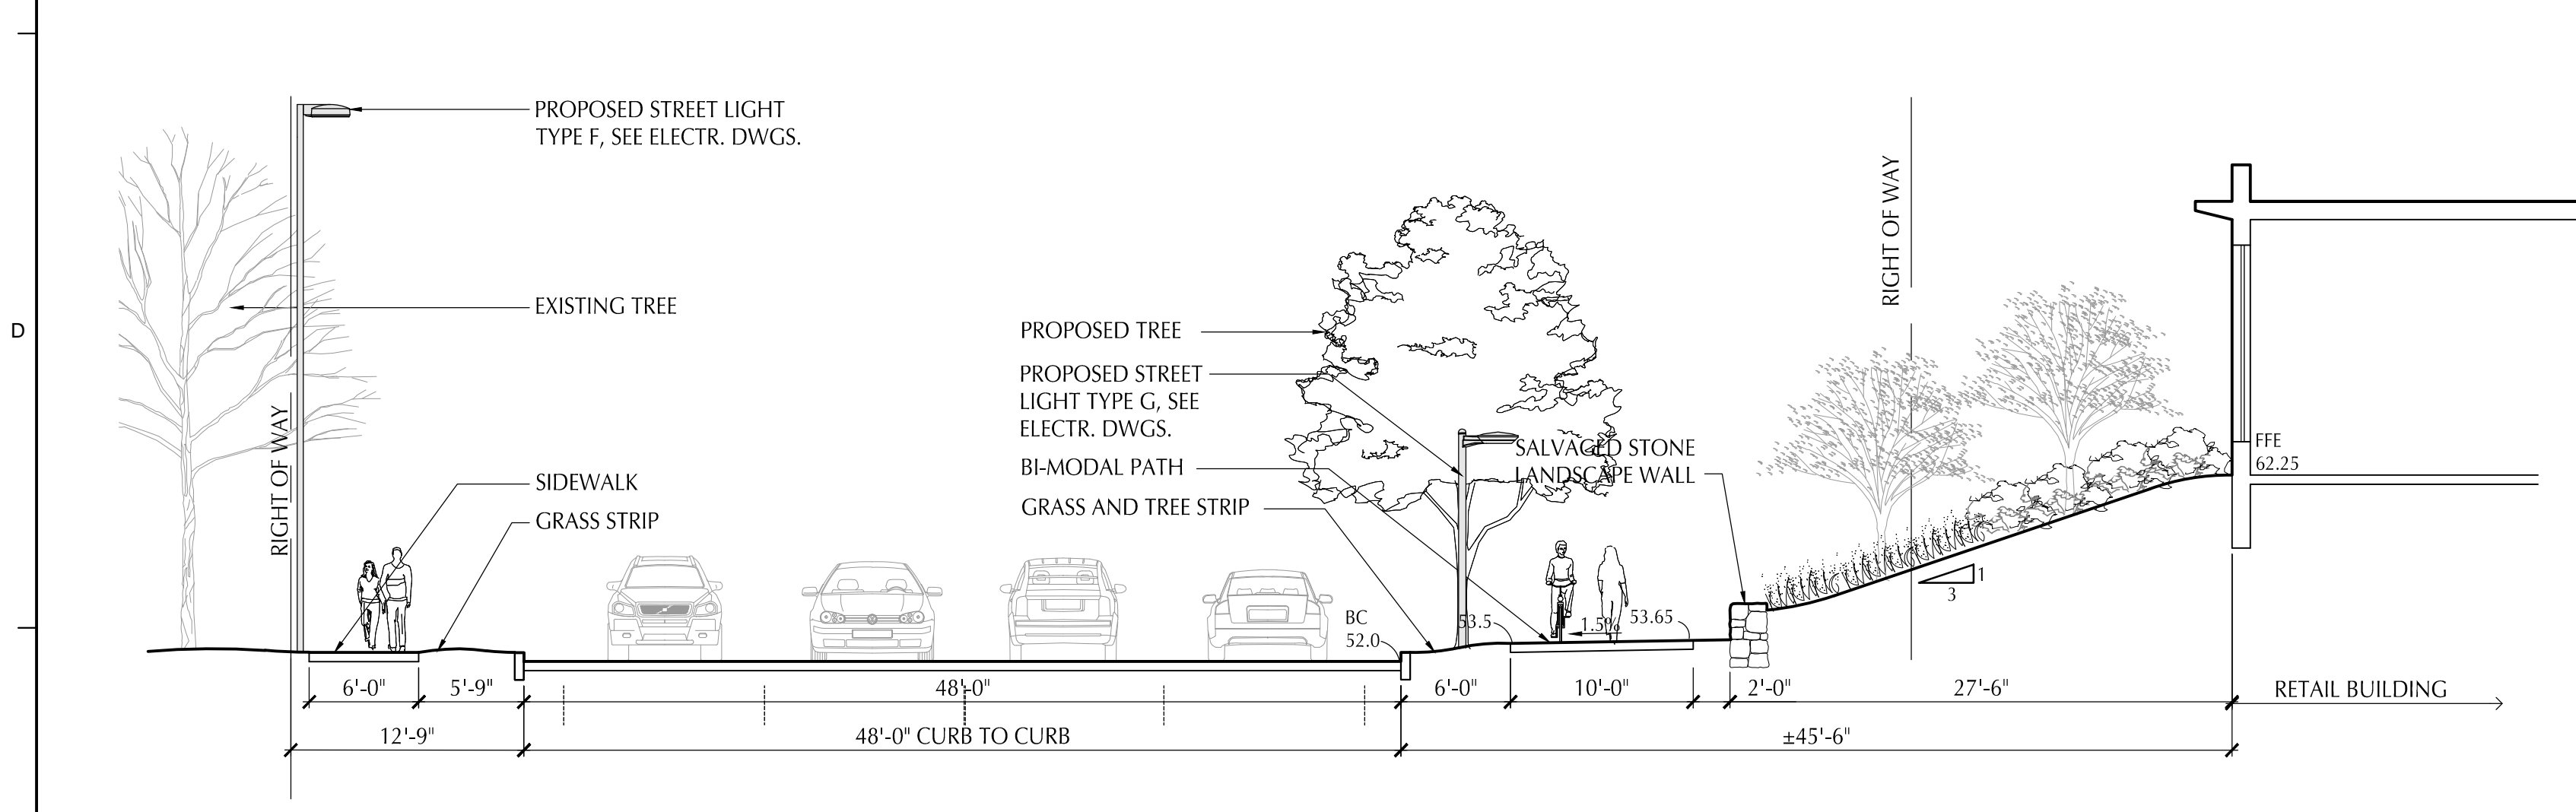 PROPOSED STREET LIGHT
TYPE F, SEE ELECTR. DWGS.
EXISTING TREE
RIGHT OF WAY
SIDEWALK
GRASS STRIP
PROPOSED TREE
PROPOSED STREET
LIGHT TYPE G, SEE
ELECTR. DWGS.
BI-MODAL PATH
GRASS AND TREE STRIP
SALVAGED STONE
LANDSCAPE WALL
RIGHT OF WAY
D
FFE
62.25
1
3
BC
52.0
53.5
1.5%
53.65
6'-0"
5'-9"
48'-0"
6'-0"
10'-0"
2'-0"
27'-6"
RETAIL BUILDING
12'-9"
48'-0" CURB TO CURB
±45'-6"